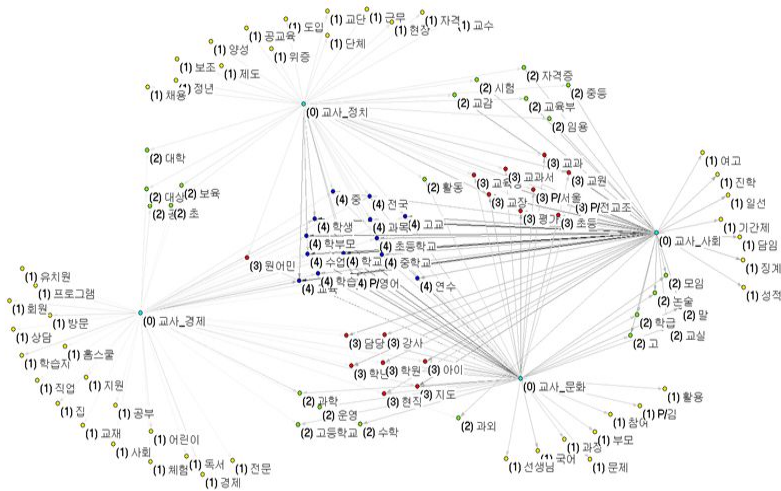 (1) 교단
(1) 근무
(1) 자격
(1) 교수
(1) 도입
(1) 현장
(1) 공교육
(1) 단체
(1) 양성
(1) 위증
(1) 보조
(1) 제도
(1) 정년
(1) 채용
(0) 교사_정치
(2) 자격증
(2) 시험
(2) 중등
(2) 교감
(2) 교육부
(2) 임용
(2) 대학
(2) 대상
(2) 보육
(2) 초
(2) 활동
(3) 교과
(3) 교과서
(3) 교원
(3) P/서울
(3) 교장
(3) P/전교조
(3) 평가
(3) 초등
(1) 여고
(1) 진학
(1) 일선
(1) 기간제
(1) 담임
(1) 징계
(1) 성적
(0) 교사_사회
(4) 중
(4) 전국
(4) 학생
(4) 과목
(4) 고교
(4) 학부모
(4) 초등학교
(4) 수업
(4) 학교
(4) 중학교
(3) 원어민
(4) 교육
(4) 학습
(4) P/영어
(4) 연수
(2) 모임
(2) 논술
(2) 말
(2) 학급
(2) 교실
(2) 고
(1) 유치원
(1) 프로그램
(1) 회원
(1) 방문
(0) 교사_경제
(1) 상담
(1) 홈스쿨
(1) 학습지
(1) 직업
(1) 지원
(1) 집
(1) 공부
(1) 교재
(1) 어린이
(1) 사회
(1) 체험
(1) 독서
(1) 전문
(1) 경제
(3) 담당
(3) 강사
(3) 학년
(3) 학원
(3) 아이
(3) 현직
(3) 지도
(0) 교사_문화
(2) 과학
(2) 운영
(2) 고등학교
(2) 수학
(2) 과외
(1) 활용
(1) P/김
(1) 참여
(1) 부모
(1) 과정
(1) 국어
(1) 선생님
(1) 문제